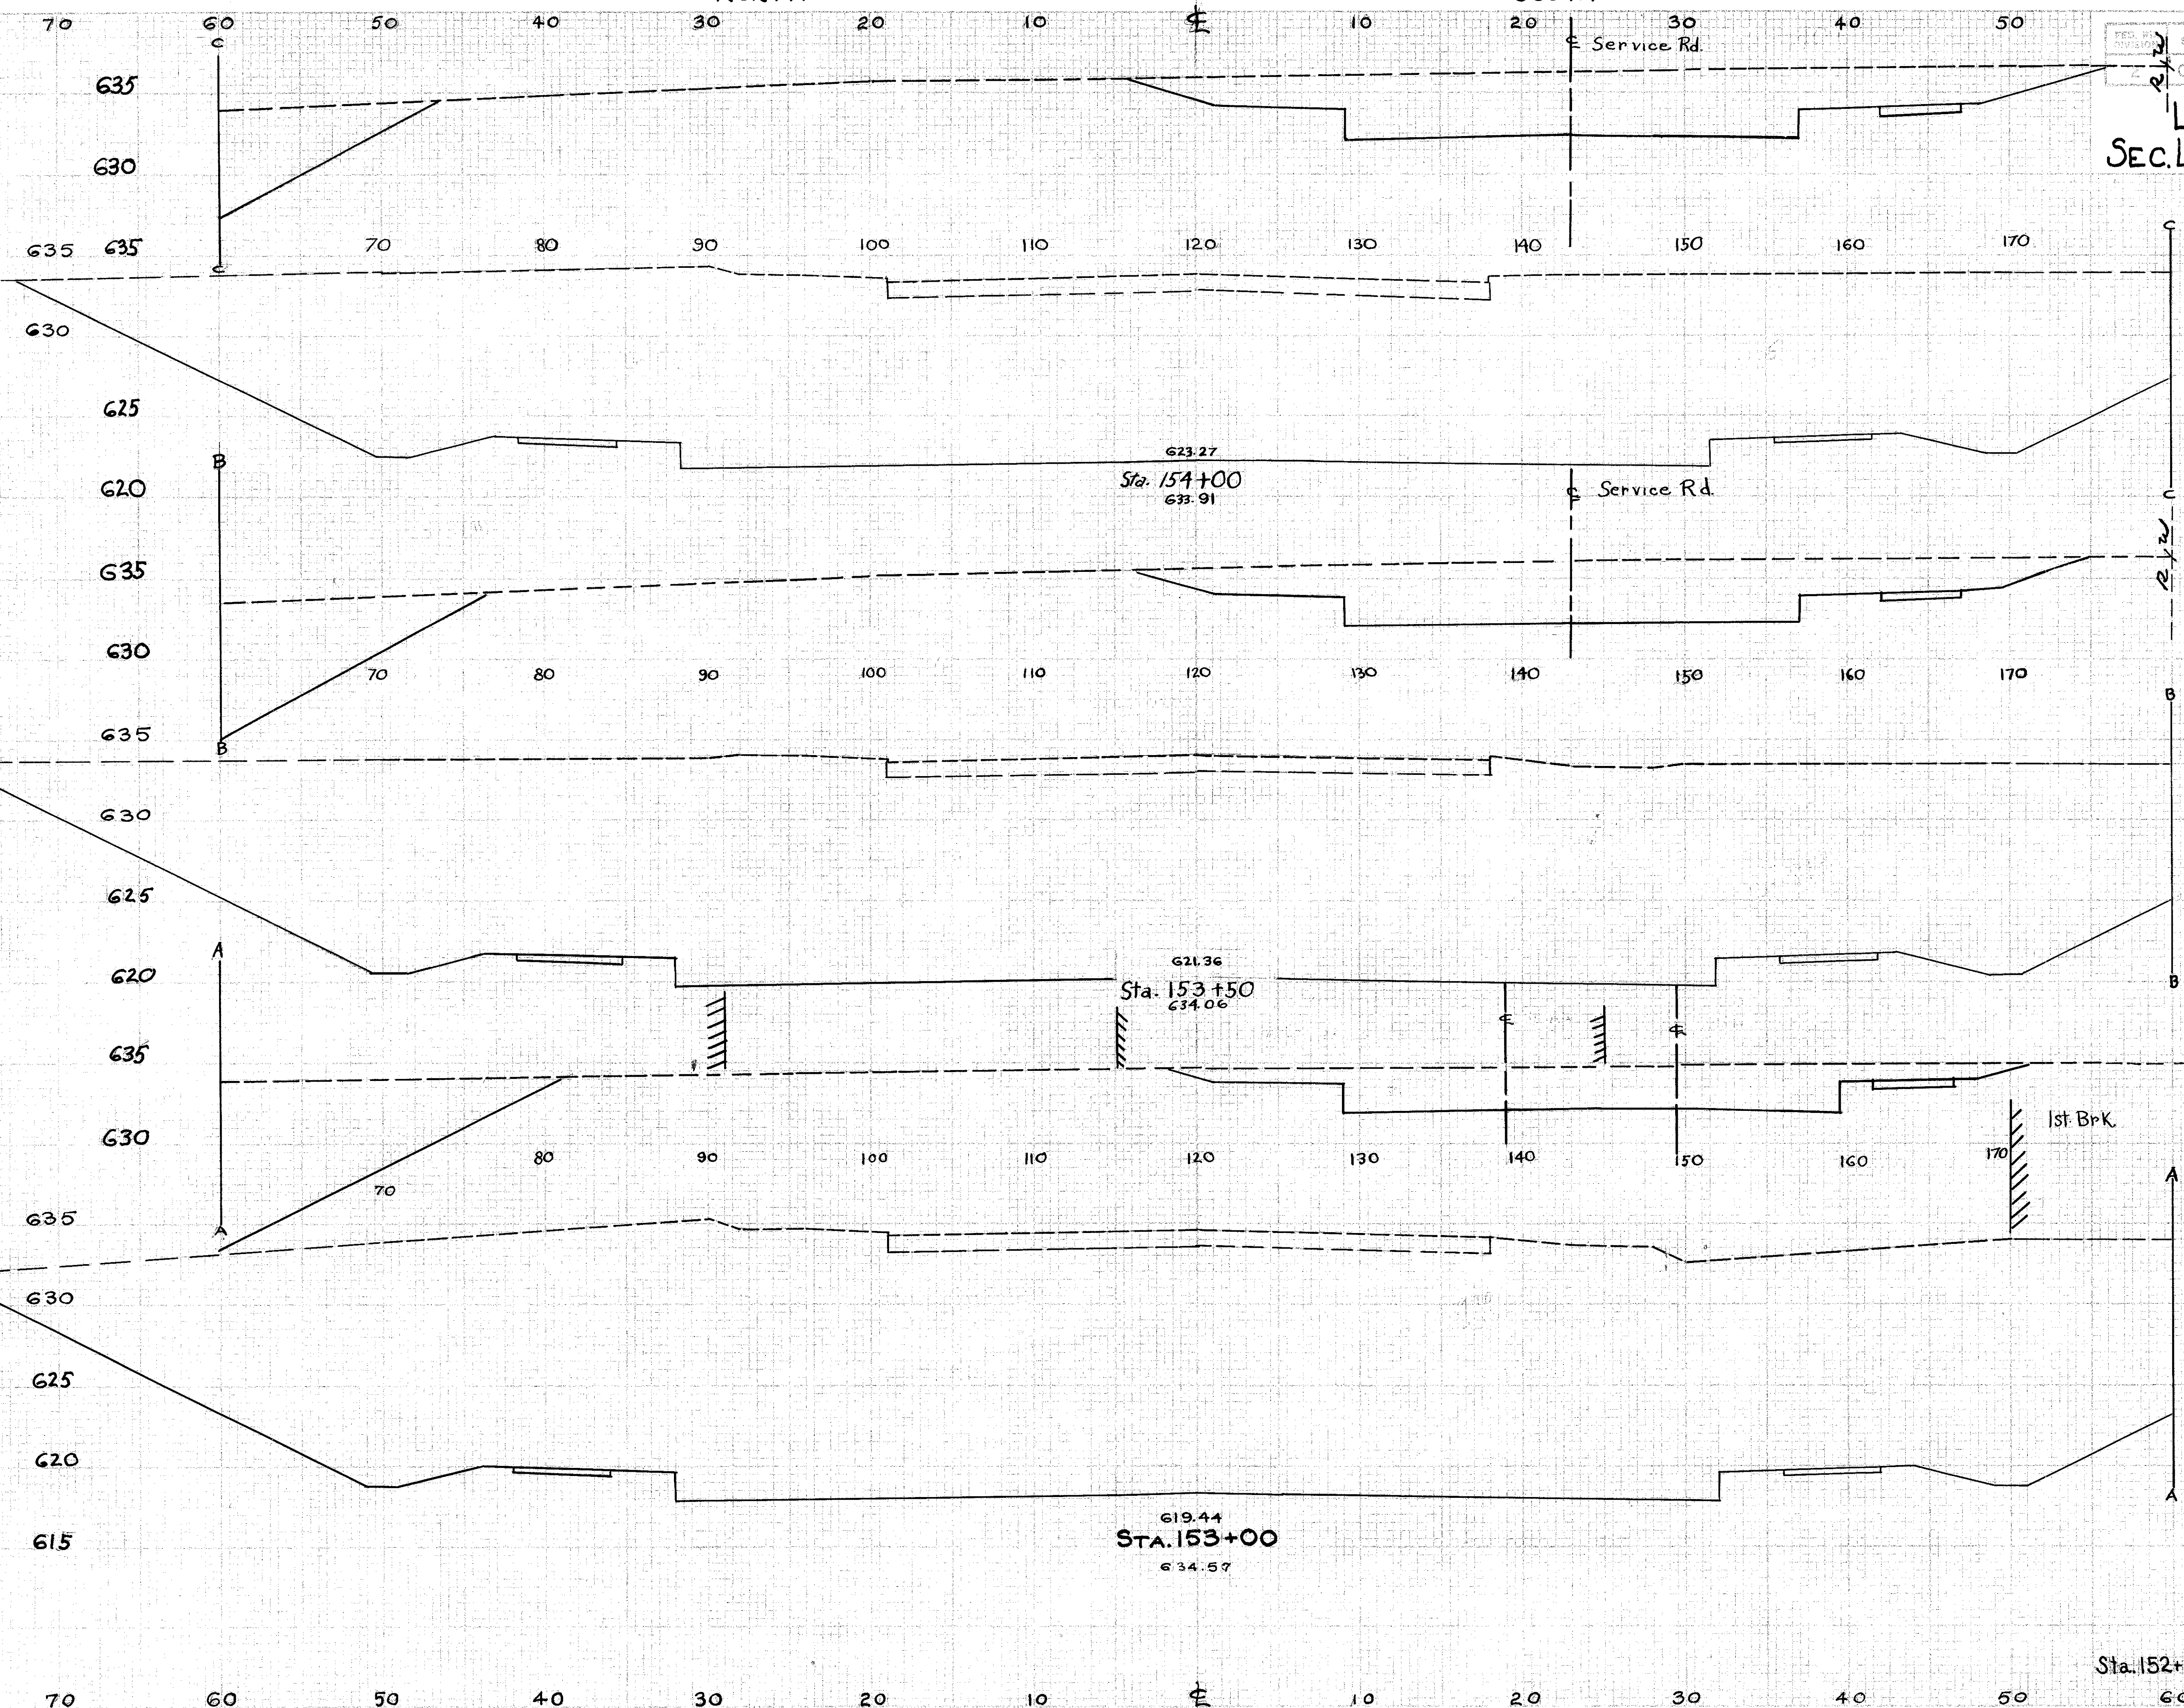 70 60 50 40 30 20 10 ℄ 10 20 30 40 50
C
℄ Service Rd.
R/W
635
630
SEC. L
635 635 70 80 90 100 110 120 130 140 150 160 170 C
C
630
625
B
623.27
Sta. 154+00
633.91
620
℄ Service Rd.
C
R/W
635
630
70 80 90 100 110 120 130 140 150 160 170
B
635
B
630
625
A
621.36
Sta. 153+50
634.06
620
B
℄ ℄
635
1st. Brk.
630
80 90 100 110 120 130 140 150 160 170
70
A
635
A
630
625
620
A
619.44
STA. 153+00
634.57
615
Sta. 152+
70 60 50 40 30 20 10 ℄ 10 20 30 40 50 60